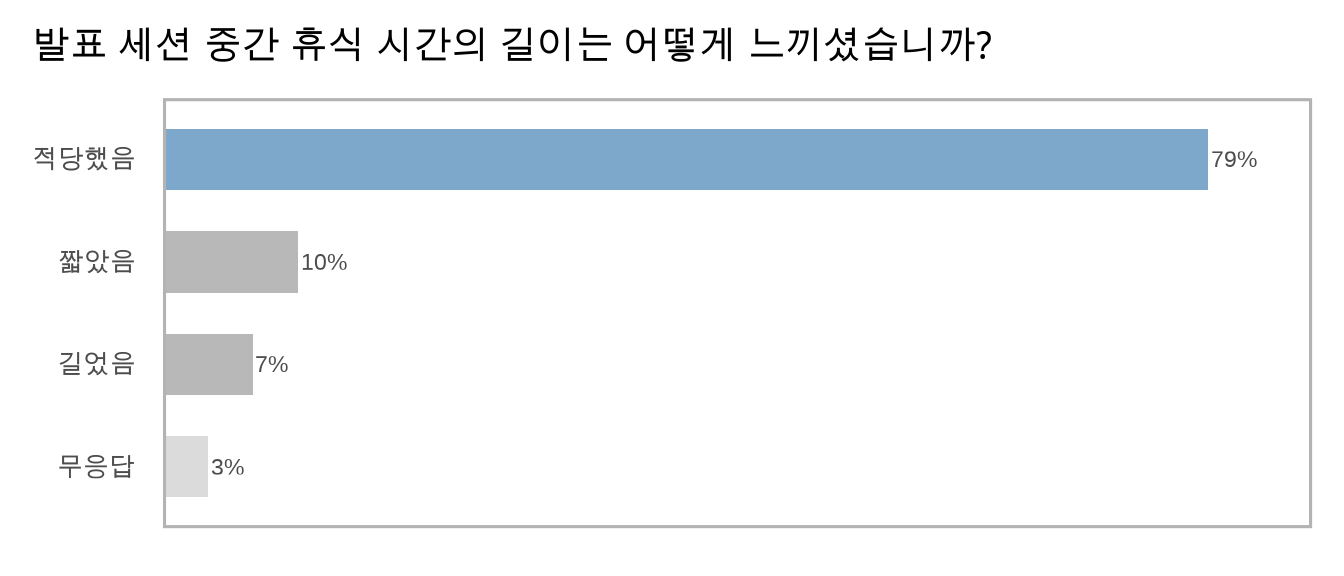 발표 세션 중간 휴식 시간의 길이는 어떻게 느끼셨습니까?
적당했음 79%
짧았음 10%
길었음 7%
무응답 3%